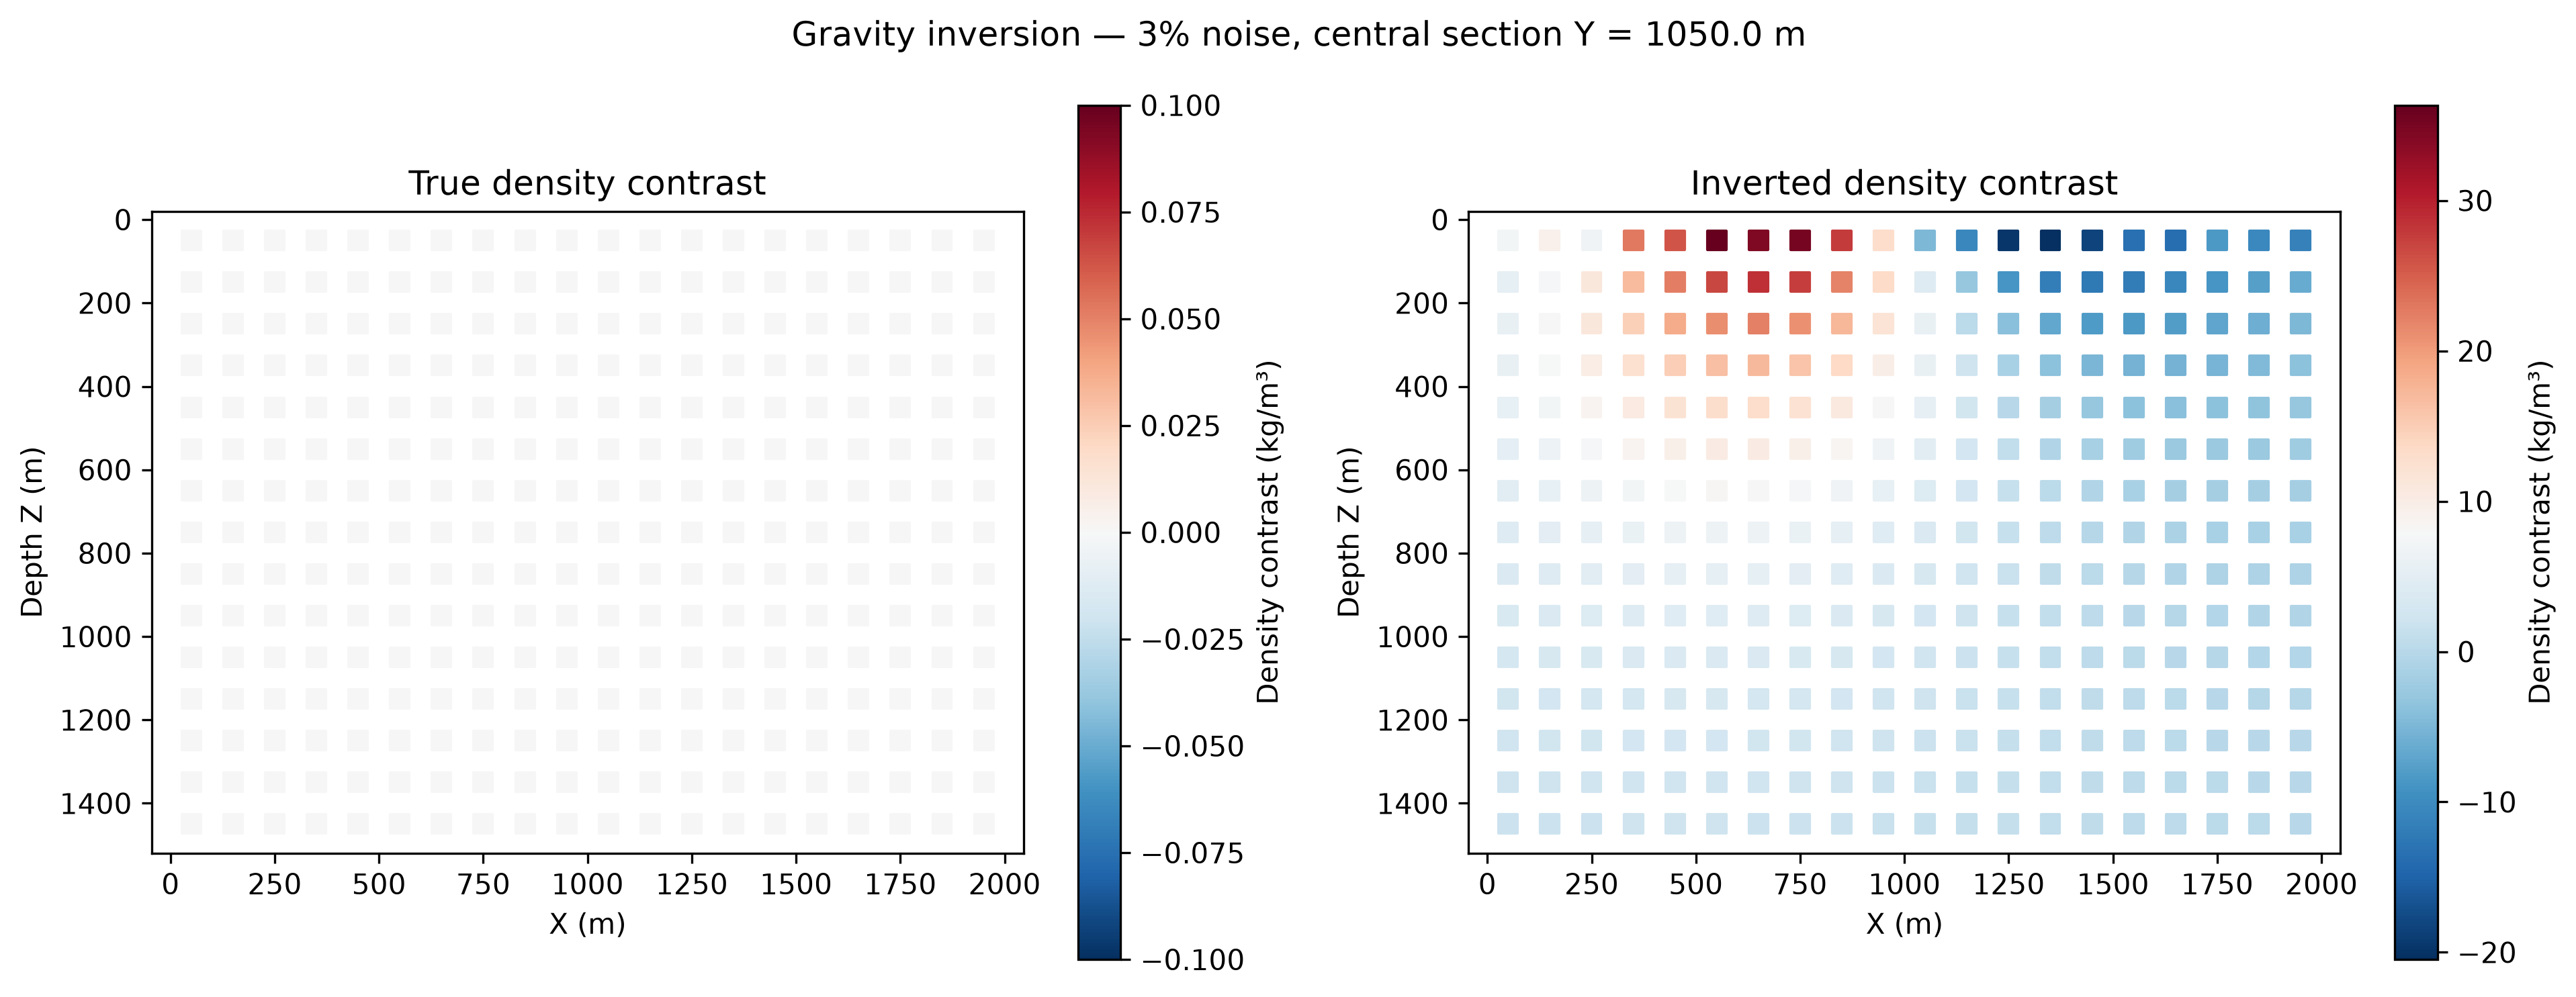 Gravity inversion — 3% noise, central section Y = 1050.0 m
True density contrast
Depth Z (m)
0
200
400
600
800
1000
1200
1400
0 250 500 750 1000 1250 1500 1750 2000
X (m)
0.100
0.075
0.050
0.025
0.000
−0.025
−0.050
−0.075
−0.100
Density contrast (kg/m³)
Inverted density contrast
Depth Z (m)
0
200
400
600
800
1000
1200
1400
0 250 500 750 1000 1250 1500 1750 2000
X (m)
30
20
10
0
−10
−20
Density contrast (kg/m³)